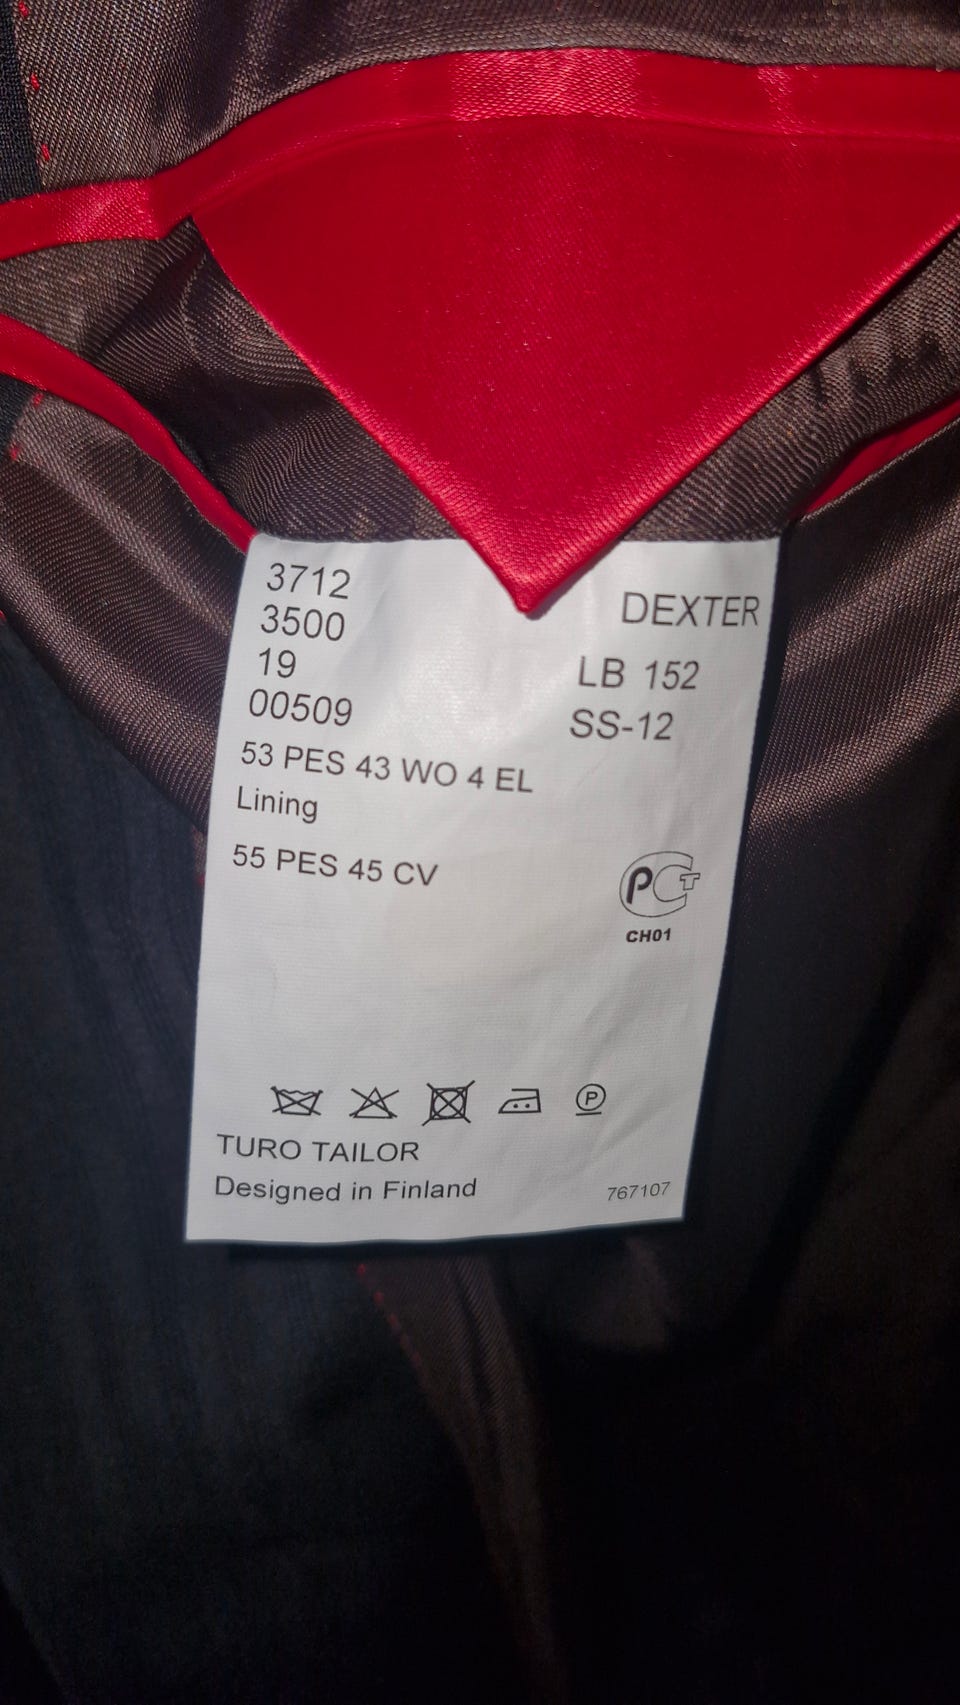 3712
3500
19
00509
DEXTER
LB 152
SS-12
53 PES 43 WO 4 EL
Lining
55 PES 45 CV
PCT
CH01
P
TURO TAILOR
Designed in Finland
767107